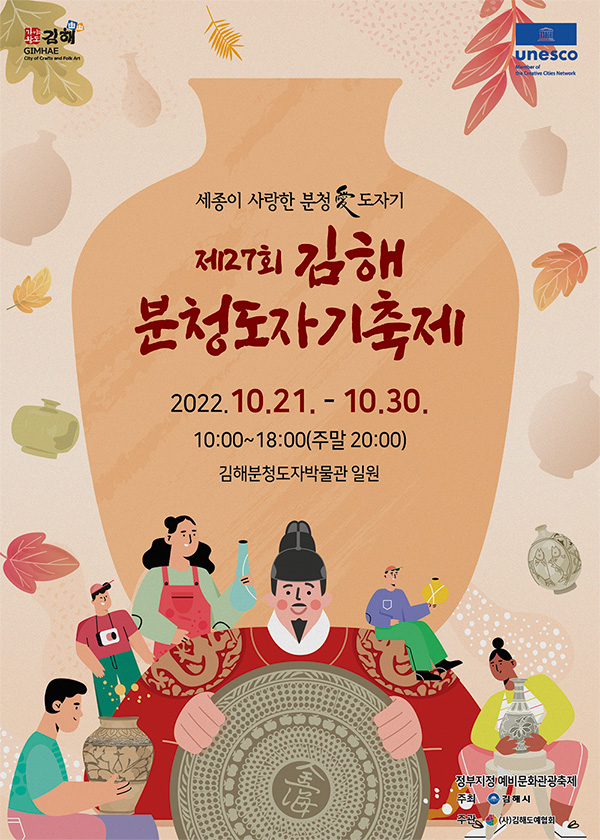 김해
GIMHAE
City of Crafts and Folk Art
unesco
Member of
the Creative Cities Network
세종이 사랑한 분청 愛 도자기
제27회 김해
분청도자기축제
2022. 10.21. - 10.30.
10:00~18:00(주말 20:00)
김해분청도자박물관 일원
정부지정 예비문화관광축제
주최 김해시
주관 (사)김해도예협회